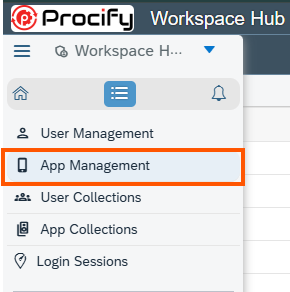 Procify Workspace Hub
Workspace H...
User Management
App Management
User Collections
App Collections
Login Sessions